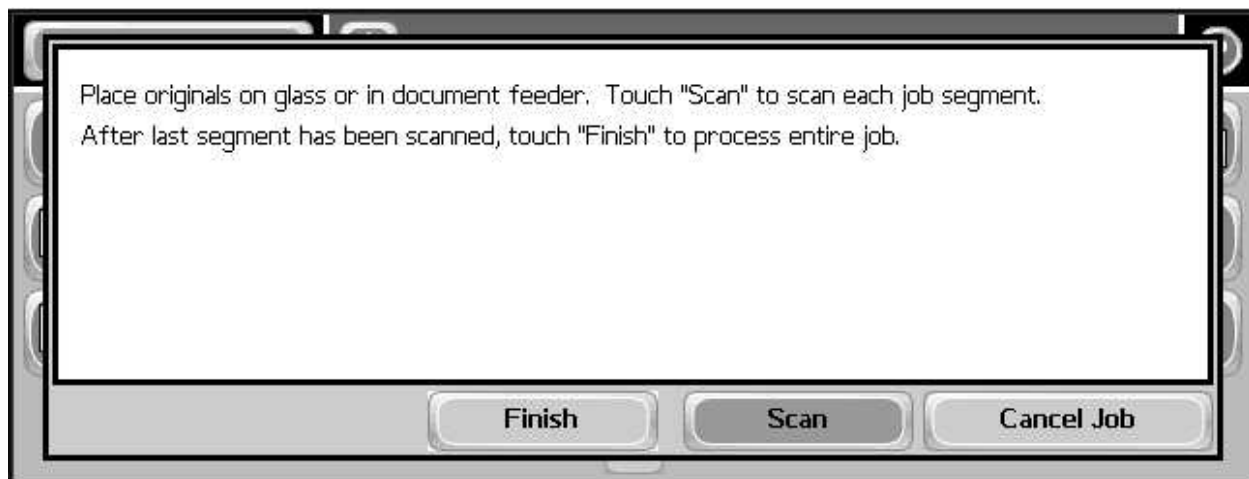 Place originals on glass or in document feeder.  Touch "Scan" to scan each job segment.
After last segment has been scanned, touch "Finish" to process entire job.
Finish
Scan
Cancel Job